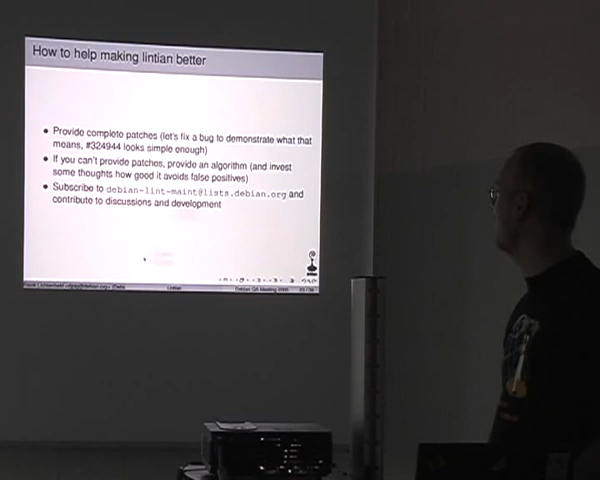 How to help making lintian better
Provide complete patches (let's fix a bug to demonstrate what that
means, #324944 looks simple enough)
If you can't provide patches, provide an algorithm (and invest
some thoughts how good it avoids false positives)
Subscribe to debian-lint-maint@lists.debian.org and
contribute to discussions and development
Lintian
Debian QA Meeting 2005